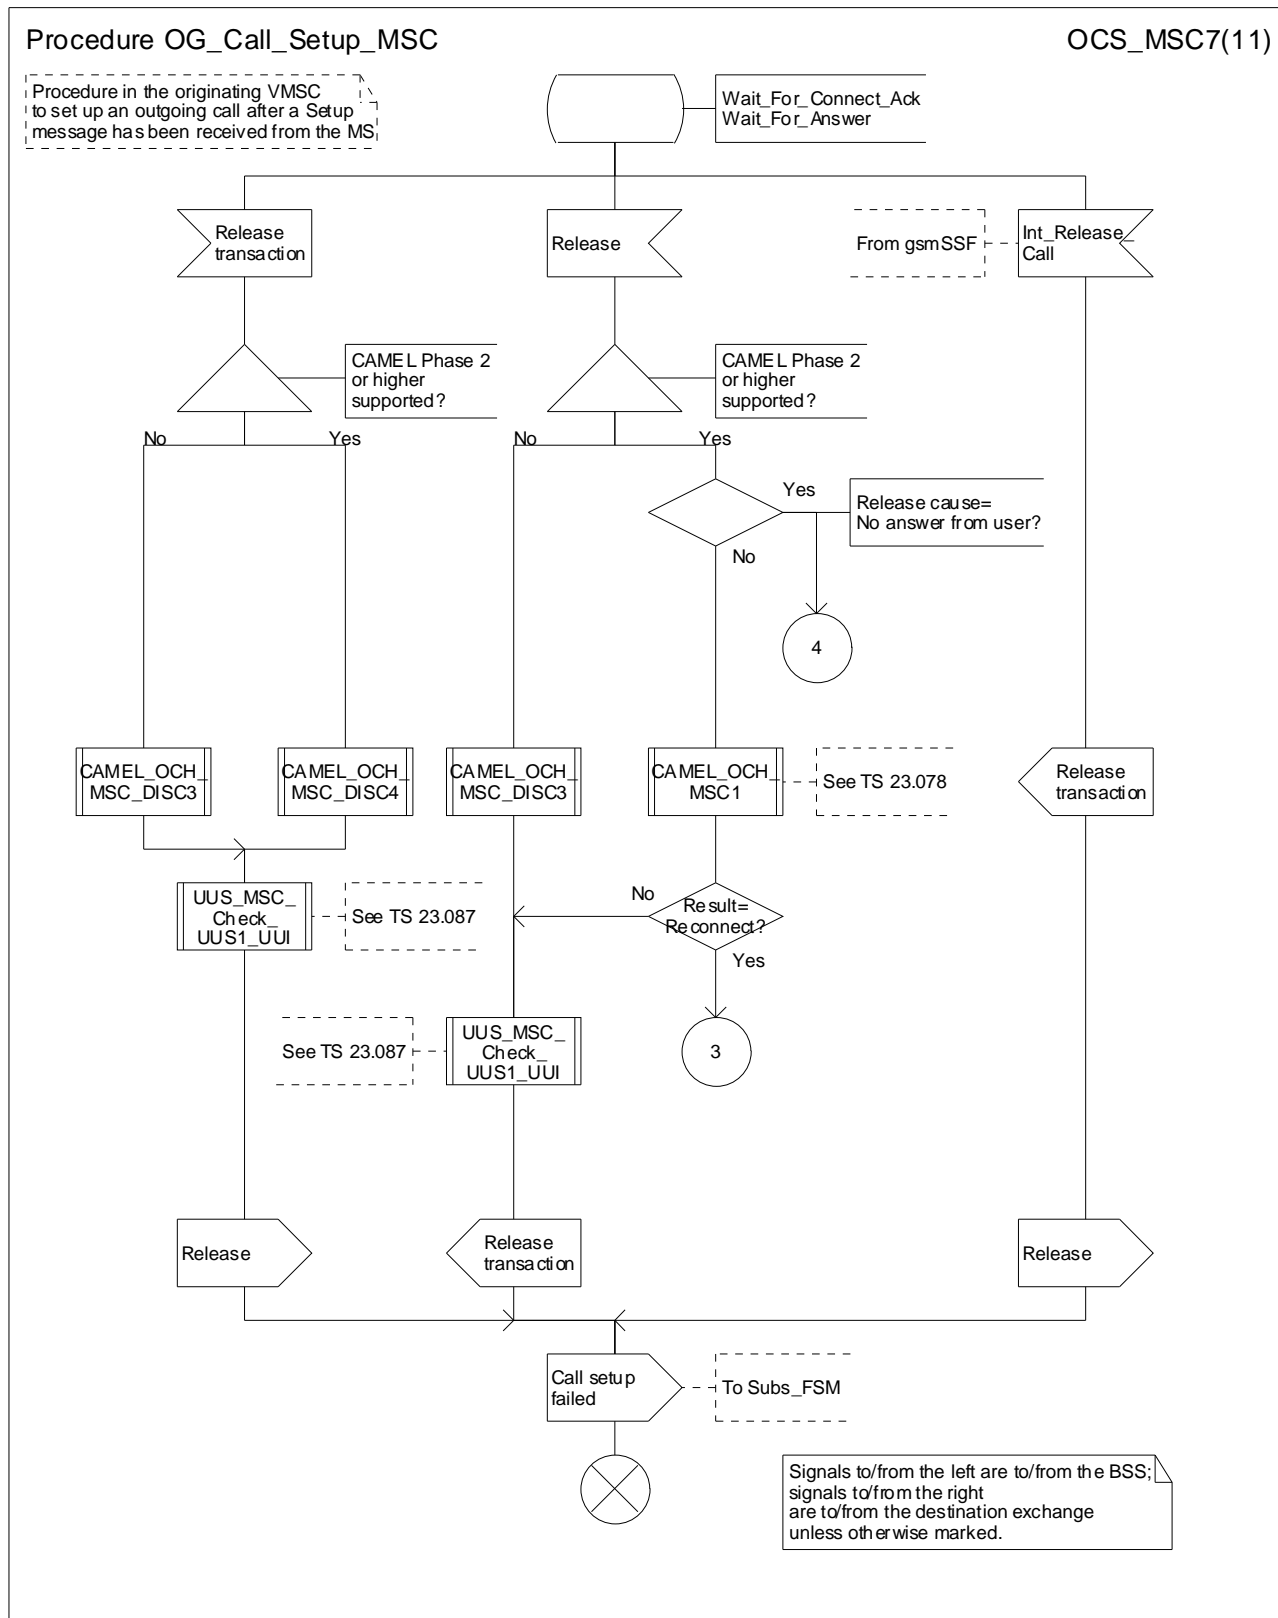 Procedure OG_Call_Setup_MSC
OCS_MSC7(11)
Procedure in the originating VMSC
to set up an outgoing call after a Setup
message has been received from the MS
Wait_For_Connect_Ack
Wait_For_Answer
Release
transaction
Release
From gsmSSF
Int_Release_
Call
CAMEL Phase 2
or higher
supported?
CAMEL Phase 2
or higher
supported?
No
Yes
No
Yes
Yes
Release cause=
No answer from user?
No
4
CAMEL_OCH_
MSC_DISC3
CAMEL_OCH_
MSC_DISC4
CAMEL_OCH_
MSC_DISC3
CAMEL_OCH_
MSC1
See TS 23.078
Release
transaction
UUS_MSC_
Check_
UUS1_UUI
See TS 23.087
No
Result=
Reconnect?
Yes
See TS 23.087
UUS_MSC_
Check_
UUS1_UUI
3
Release
Release
transaction
Release
Call setup
failed
To Subs_FSM
Signals to/from the left are to/from the BSS;
signals to/from the right
are to/from the destination exchange
unless otherwise marked.